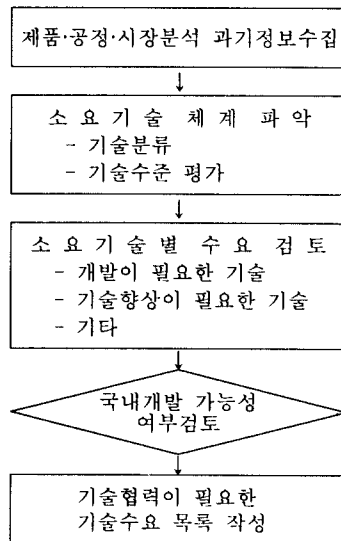 제품·공정·시장분석 과기정보수집
소요기술 체계 파악
- 기술분류
- 기술수준 평가
소요기술별 수요 검토
- 개발이 필요한 기술
- 기술향상이 필요한 기술
- 기타
국내개발 가능성
여부검토
기술협력이 필요한
기술수요 목록 작성